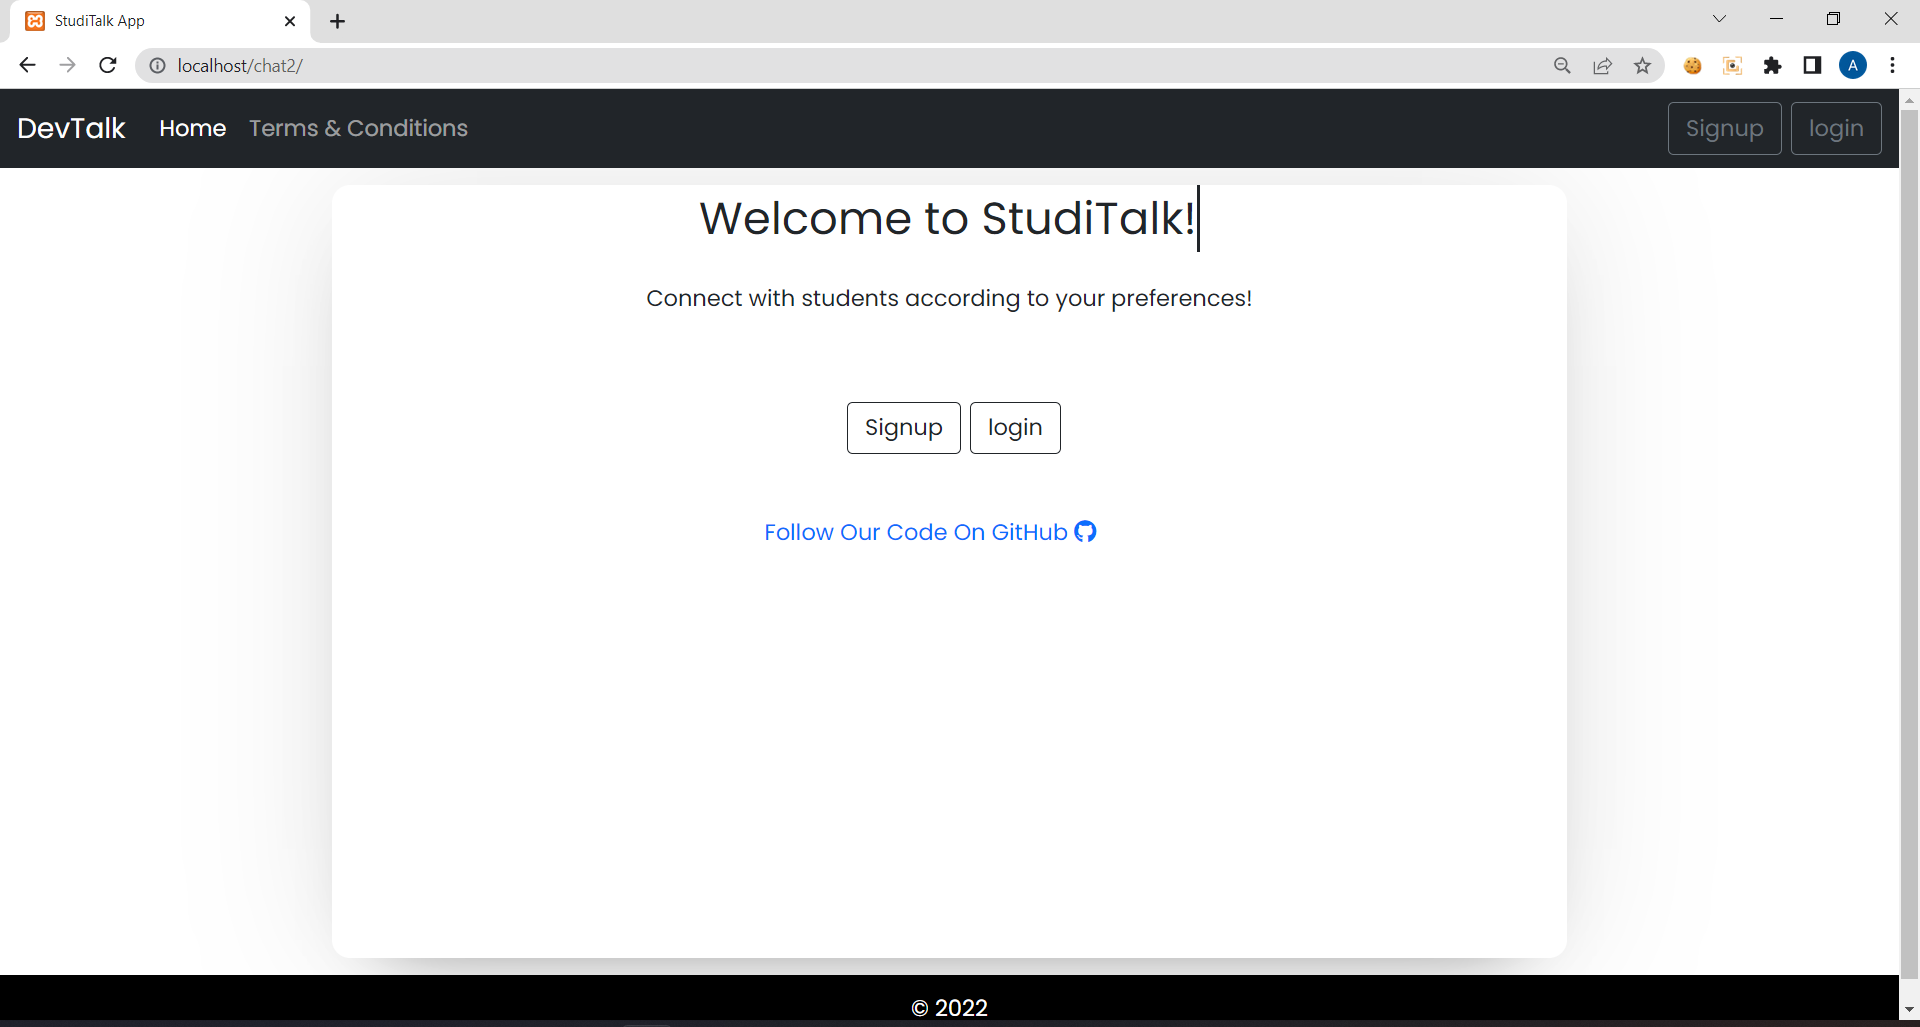 StudiTalk App
localhost/chat2/
A
DevTalk Home Terms & Conditions Signup login
Welcome to StudiTalk!
Connect with students according to your preferences!
Signup login
Follow Our Code On GitHub
© 2022